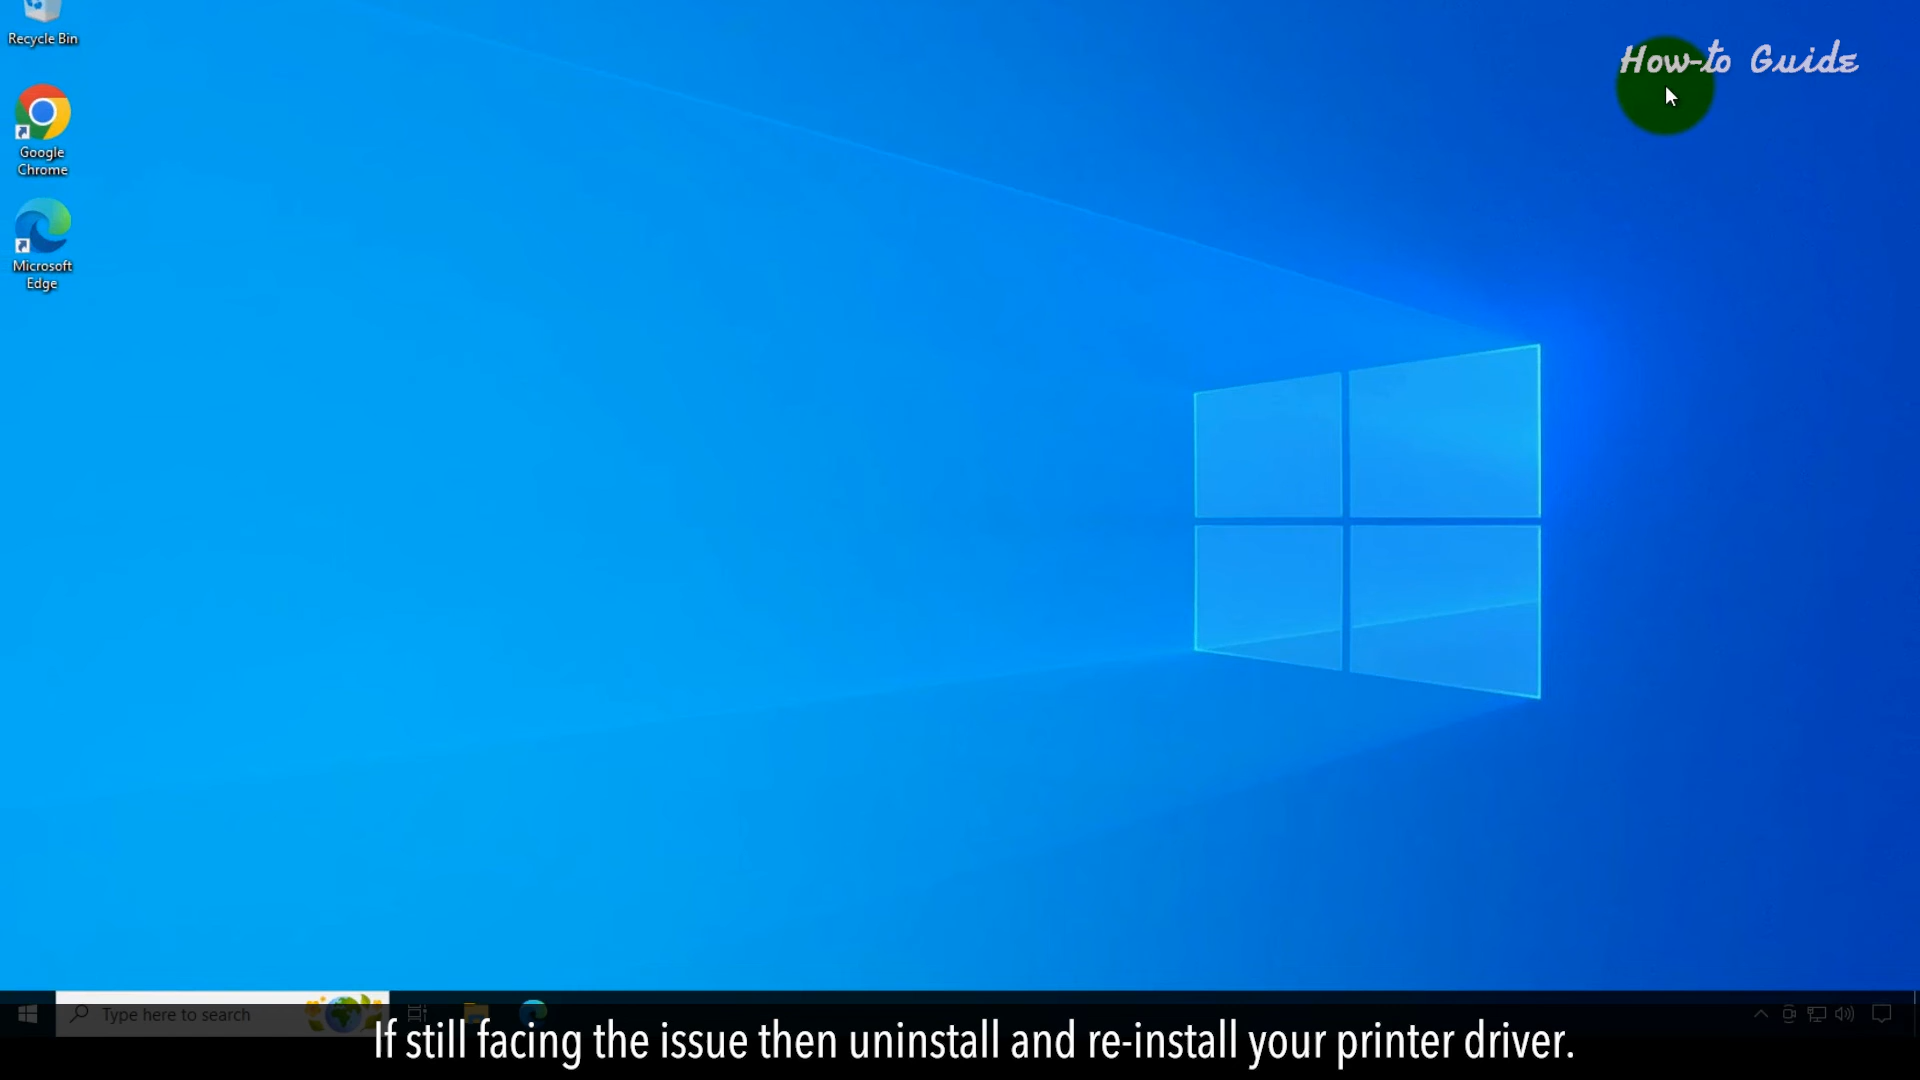 Recycle Bin
How-to Guide
Google
Chrome
Microsoft
Edge
Type here to search
If still facing the issue then uninstall and re-install your printer driver.